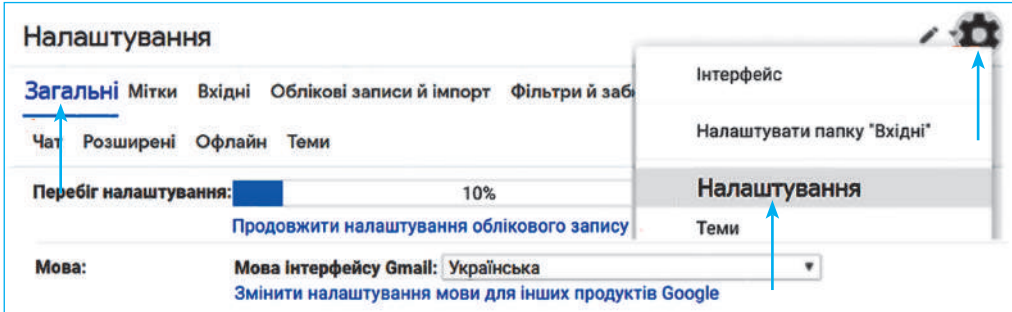 Налаштування
Загальні Мітки Вхідні Облікові записи й імпорт Фільтри й заб
Чат Розширені Офлайн Теми
Перебіг налаштування: 10%
Продовжити налаштування облікового запису
Мова: Мова інтерфейсу Gmail: Українська
Змінити налаштування мови для інших продуктів Google
Інтерфейс
Налаштувати папку "Вхідні"
Налаштування
Теми